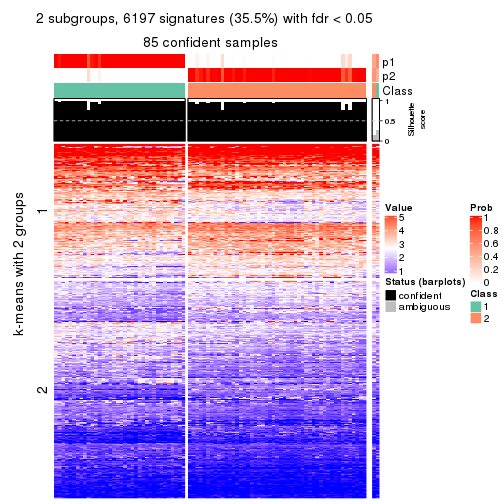 2 subgroups, 6197 signatures (35.5%) with fdr < 0.05
85 confident samples
p1
p2
Class
1
0.5
0
Silhouette
score
k-means with 2 groups
1
2
Value
5
4
3
2
1
Status (barplots)
confident
ambiguous
Prob
1
0.8
0.6
0.4
0.2
0
Class
1
2